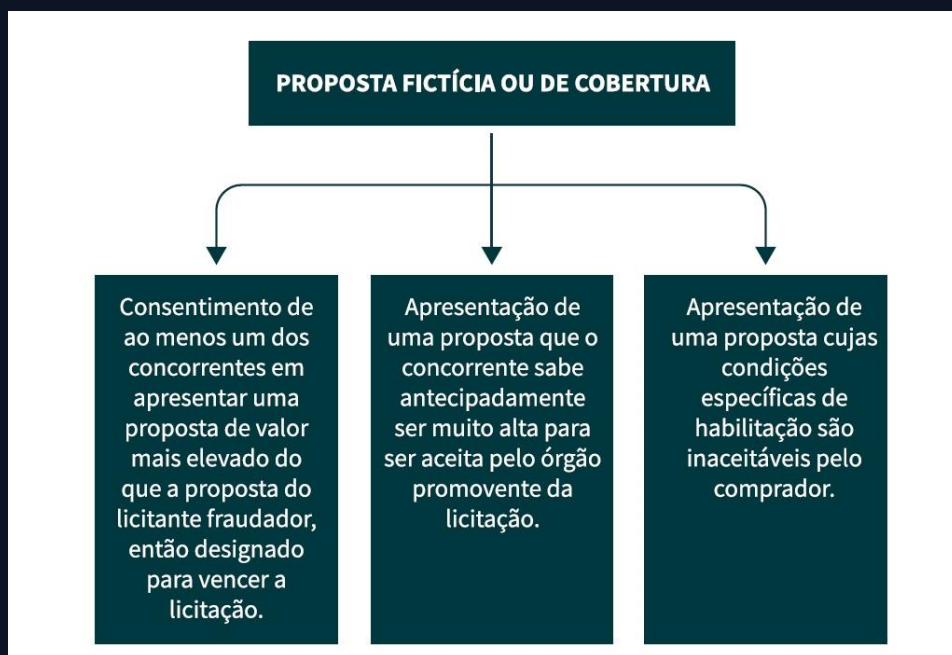 PROPOSTA FICTÍCIA OU DE COBERTURA
Consentimento de
ao menos um dos
concorrentes em
apresentar uma
proposta de valor
mais elevado do
que a proposta do
licitante fraudador,
então designado
para vencer a
licitação.
Apresentação de
uma proposta que o
concorrente sabe
antecipadamente
ser muito alta para
ser aceita pelo órgão
promovente da
licitação.
Apresentação de
uma proposta cujas
condições
específicas de
habilitação são
inaceitáveis pelo
comprador.